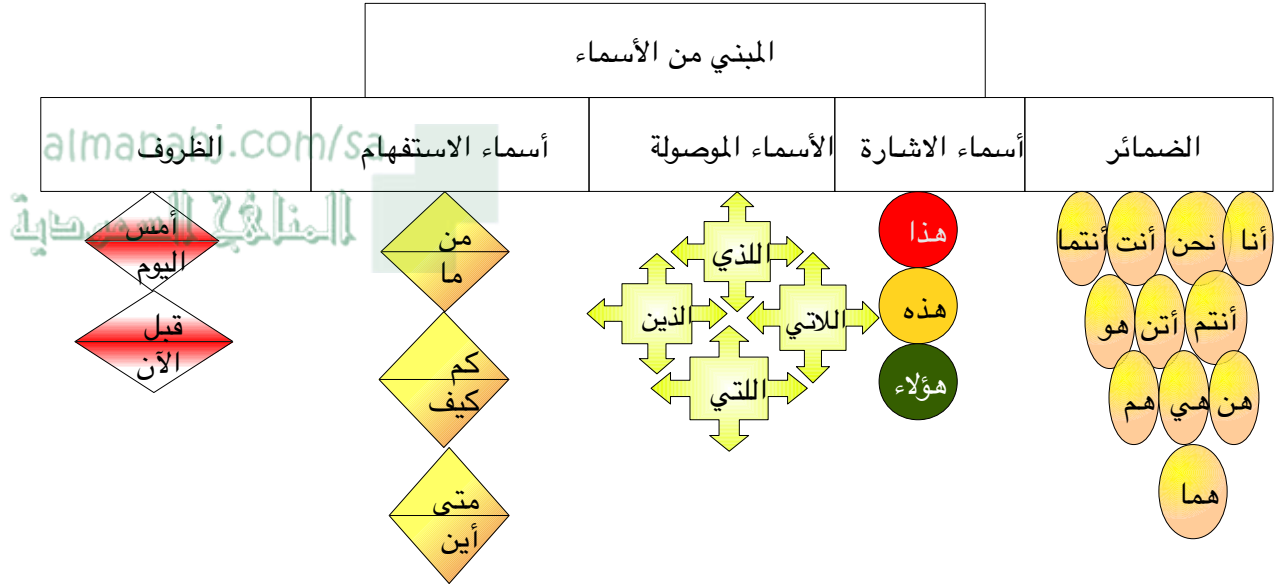 المبني من الأسماء
الضمائر
أسماء الاشارة
الأسماء الموصولة
أسماء الاستفهام
الظروف
almanahj.com/sa
المناهج السعودية
أنا
نحن
أنت
أنتما
أنتم
أتن
هو
هن
هي
هم
هما
هذا
هذه
هؤلاء
اللذي
اللاتي
الذين
اللتي
من
ما
كم
كيف
متى
أين
أمس
اليوم
قبل
الآن